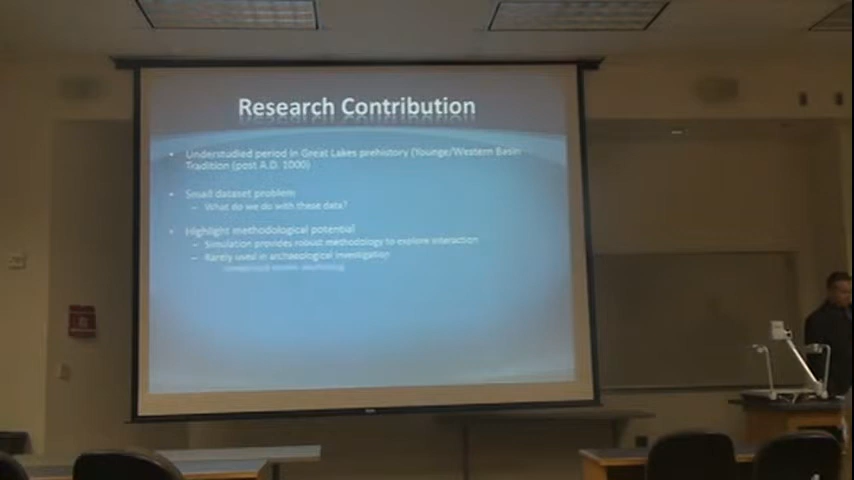 Research Contribution
• Understudied period in Great Lakes prehistory (Younge/Western Basin
Tradition (post A.D. 1000)
• Small dataset problem
– What do we do with these data?
• Highlight methodological potential
– Simulation provides robust methodology to explore interaction
– Rarely used in archaeological investigation